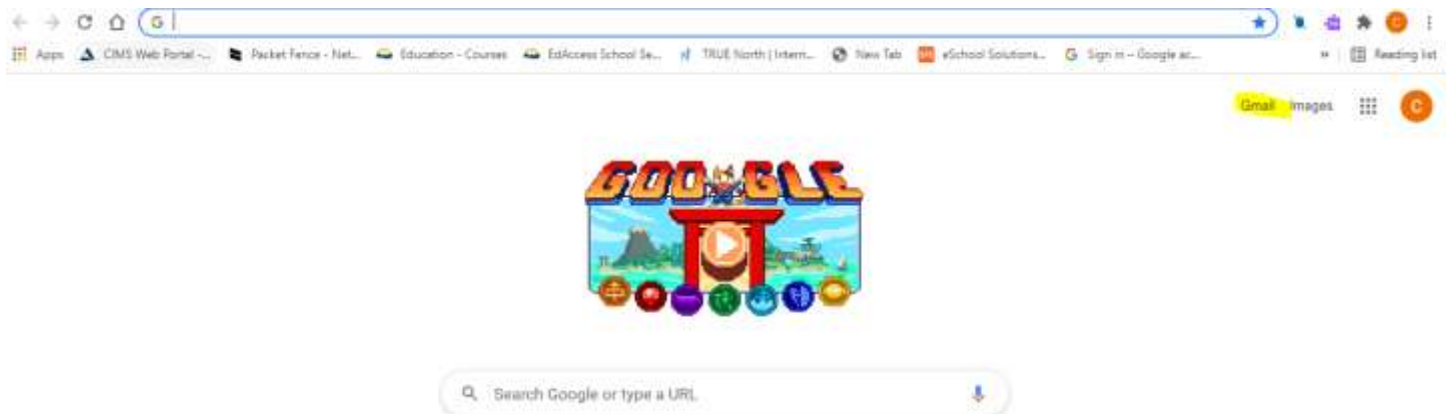 G
Apps CIMS Web Portal -... Packet Fence - Net... Education - Courses EdAccess School Se... TRUE North | Intern... New Tab eSchool Solutions... G Sign in – Google ac... » Reading list
Gmail Images C
GOOGLE
Search Google or type a URL